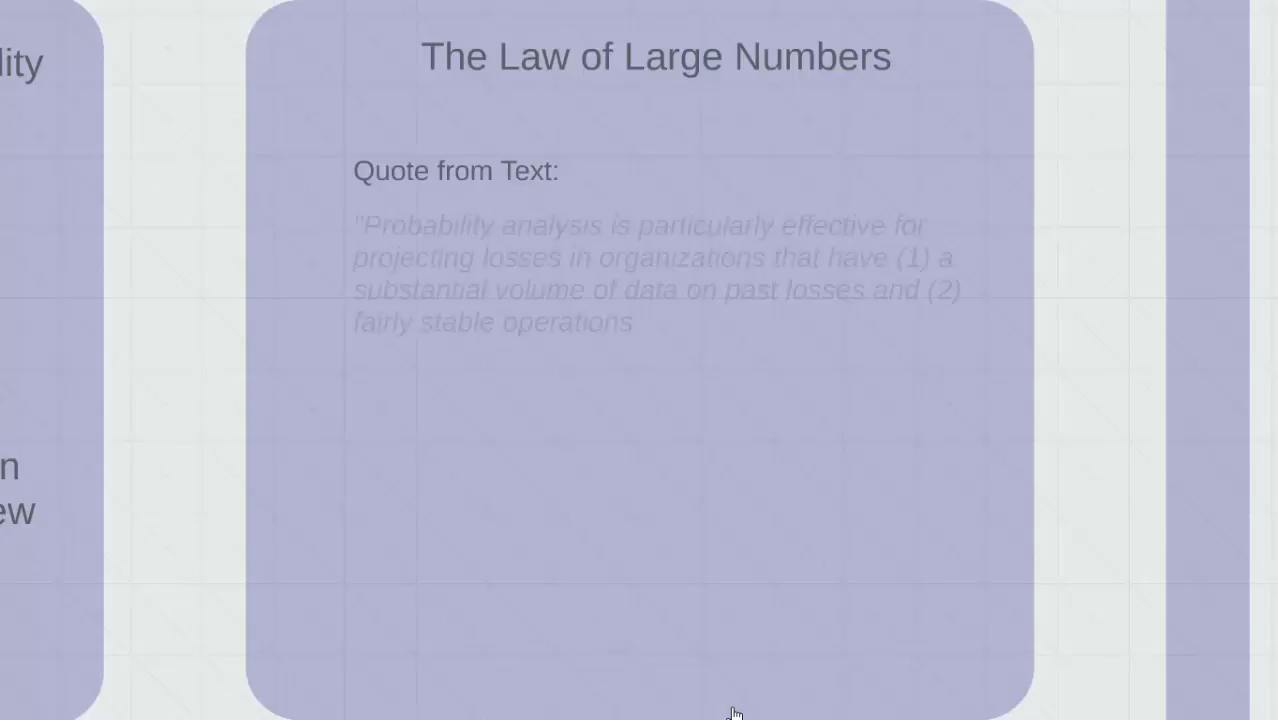 lity
The Law of Large Numbers
Quote from Text:
"Probability analysis is particularly effective for
projecting losses in organizations that have (1) a
substantial volume of data on past losses and (2)
fairly stable operations
n
ew